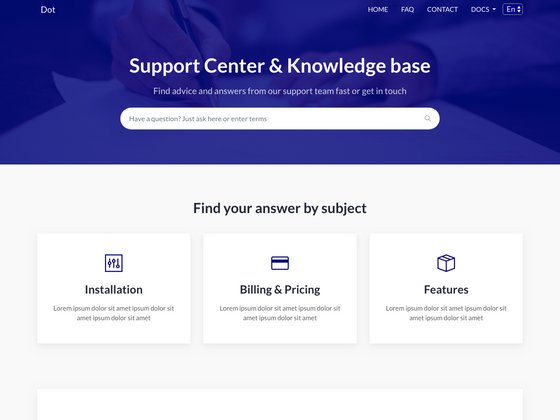 Dot
HOME FAQ CONTACT DOCS En
Support Center & Knowledge base
Find advice and answers from our support team fast or get in touch
Have a question? Just ask here or enter terms
Find your answer by subject
Installation
Lorem ipsum dolor sit amet ipsum dolor sit
amet ipsum dolor sit amet
Billing & Pricing
Lorem ipsum dolor sit amet ipsum dolor sit
amet ipsum dolor sit amet
Features
Lorem ipsum dolor sit amet ipsum dolor sit
amet ipsum dolor sit amet